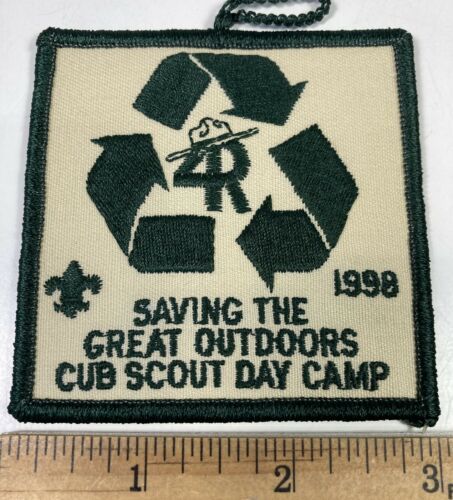 4R
1998
SAVING THE
GREAT OUTDOORS
CUB SCOUT DAY CAMP
1 2 3